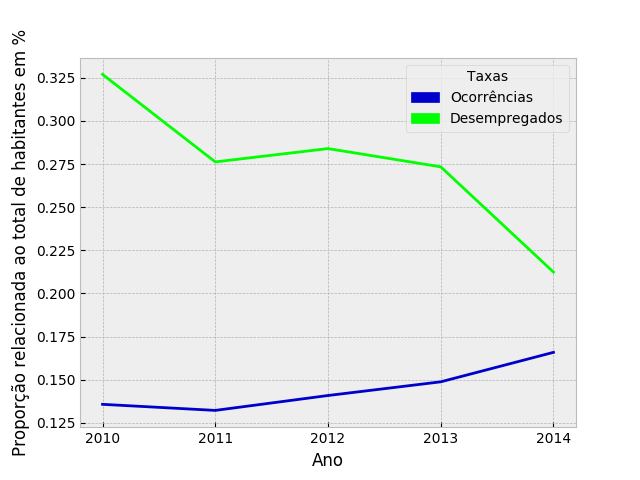 Proporção relacionada ao total de habitantes em %
0.325
0.300
0.275
0.250
0.225
0.200
0.175
0.150
0.125
Taxas
Ocorrências
Desempregados
2010 2011 2012 2013 2014
Ano